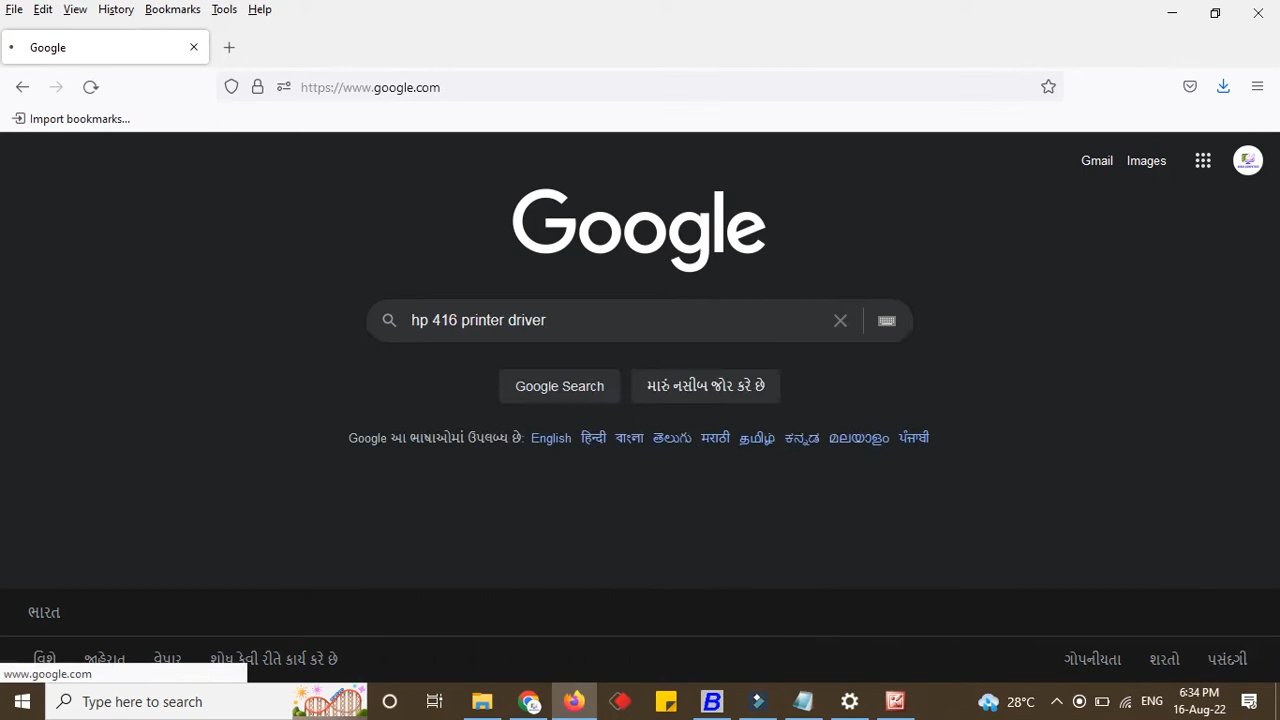 File Edit View History Bookmarks Tools Help
Google
https://www.google.com
Import bookmarks...
Gmail Images
Google
hp 416 printer driver
Google Search મારું નસીબ જોર કરે છે
Google આ ભાષાઓમાં ઉપલબ્ધ છે: English हिन्दी বাংলা తెలుగు मराठी தமிழ் ಕನ್ನಡ മലയാളം ਪੰਜਾਬੀ
ભારત
વિશે જાહેરાત વેપાર શોધ કેવી રીતે કાર્ય કરે છે ગોપનીયતા શરતો પસંદગી
www.google.com
Type here to search 28°C ENG 6:34 PM
16-Aug-22